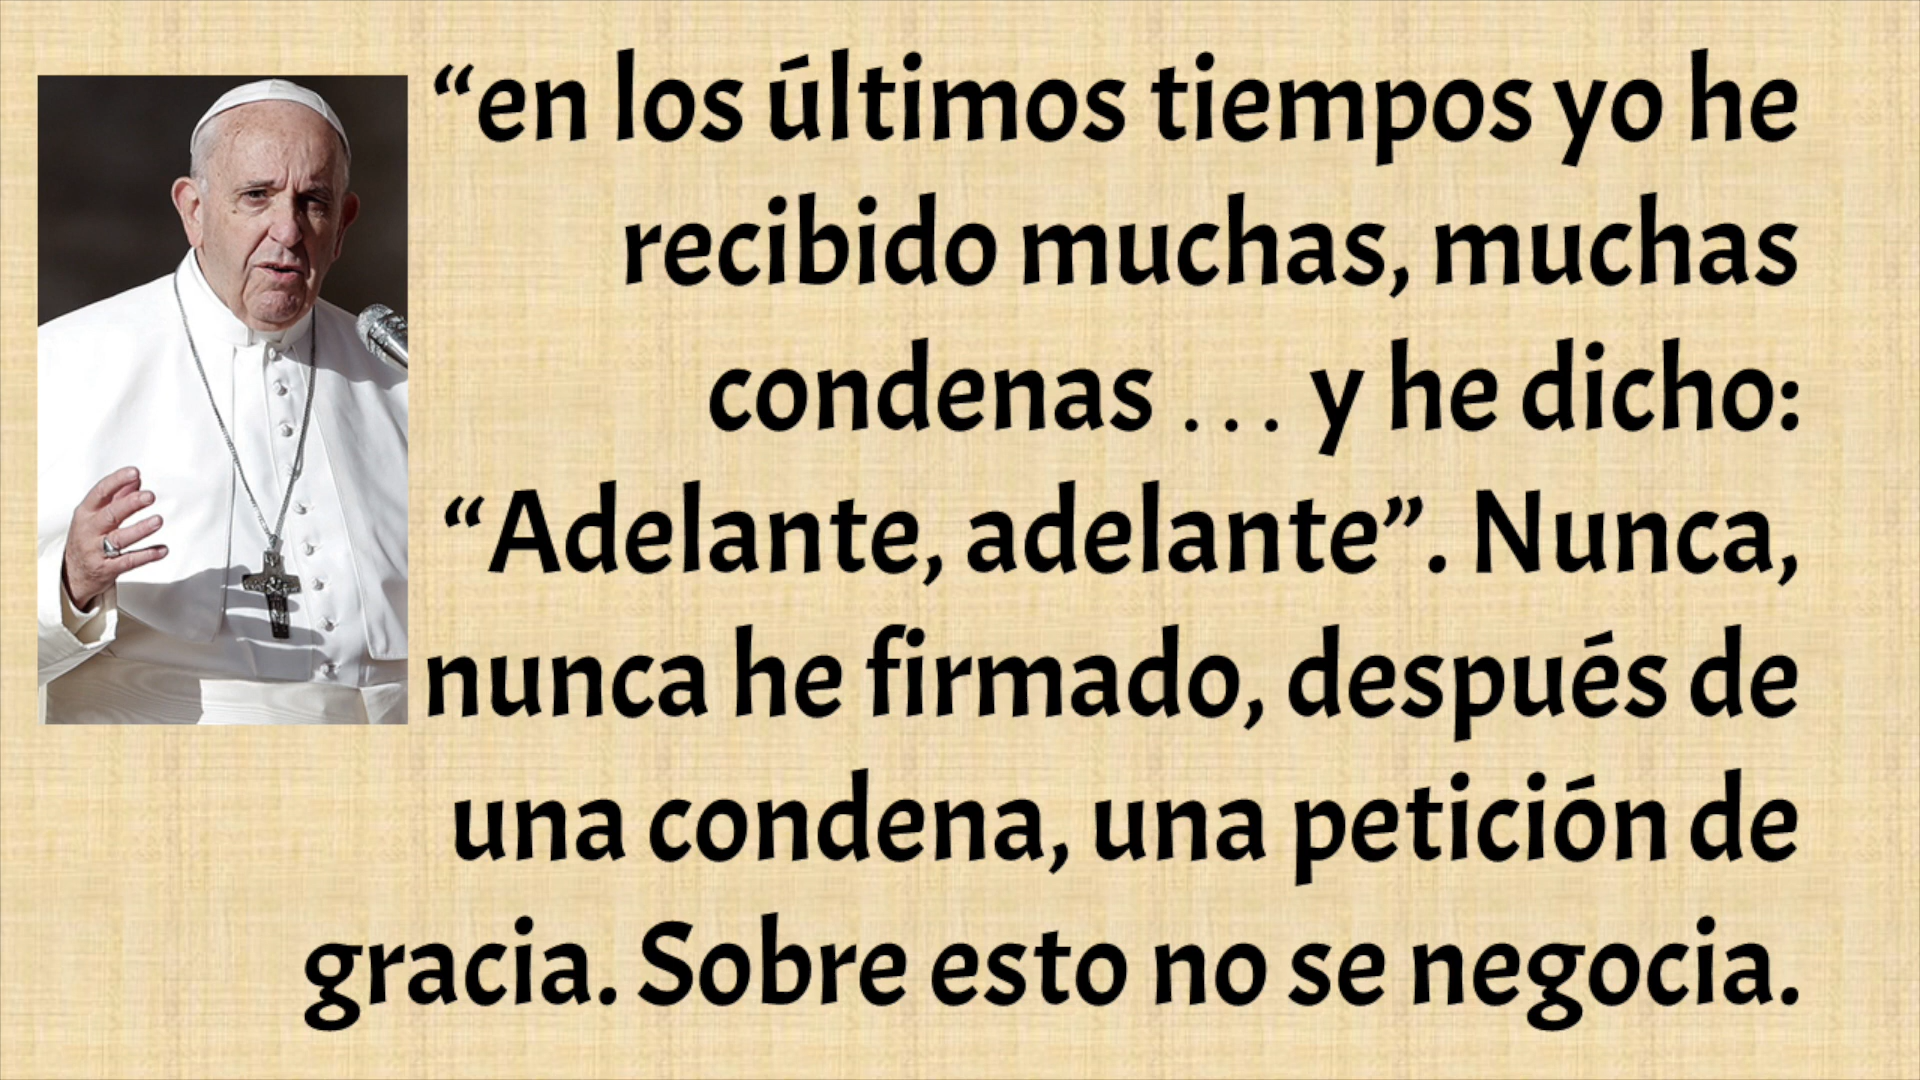 “en los últimos tiempos yo he
recibido muchas, muchas
condenas … y he dicho:
“Adelante, adelante”. Nunca,
nunca he firmado, después de
una condena, una petición de
gracia. Sobre esto no se negocia.